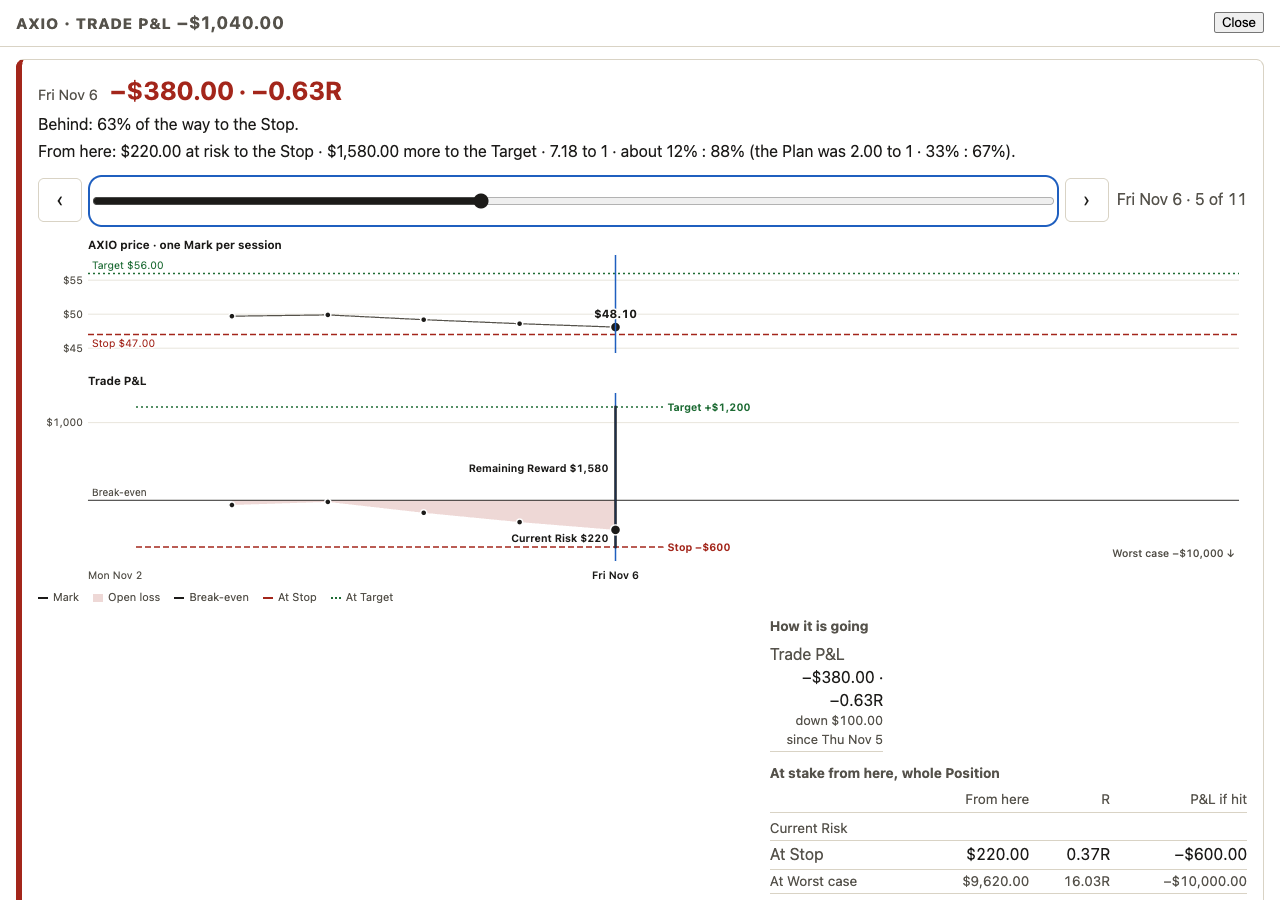 AXIO · TRADE P&L −$1,040.00
Close
Fri Nov 6 −$380.00 · −0.63R
Behind: 63% of the way to the Stop.
From here: $220.00 at risk to the Stop · $1,580.00 more to the Target · 7.18 to 1 · about 12% : 88% (the Plan was 2.00 to 1 · 33% : 67%).
‹
›
Fri Nov 6 · 5 of 11
AXIO price · one Mark per session
Target $56.00
$55
$50
$48.10
Stop $47.00
$45
Trade P&L
Target +$1,200
$1,000
Remaining Reward $1,580
Break-even
Current Risk $220
Stop −$600
Worst case −$10,000 ↓
Mon Nov 2
Fri Nov 6
Mark Open loss Break-even At Stop At Target
How it is going
Trade P&L
−$380.00 ·
−0.63R
down $100.00
since Thu Nov 5
At stake from here, whole Position
From here R P&L if hit
Current Risk
At Stop $220.00 0.37R −$600.00
At Worst case $9,620.00 16.03R −$10,000.00